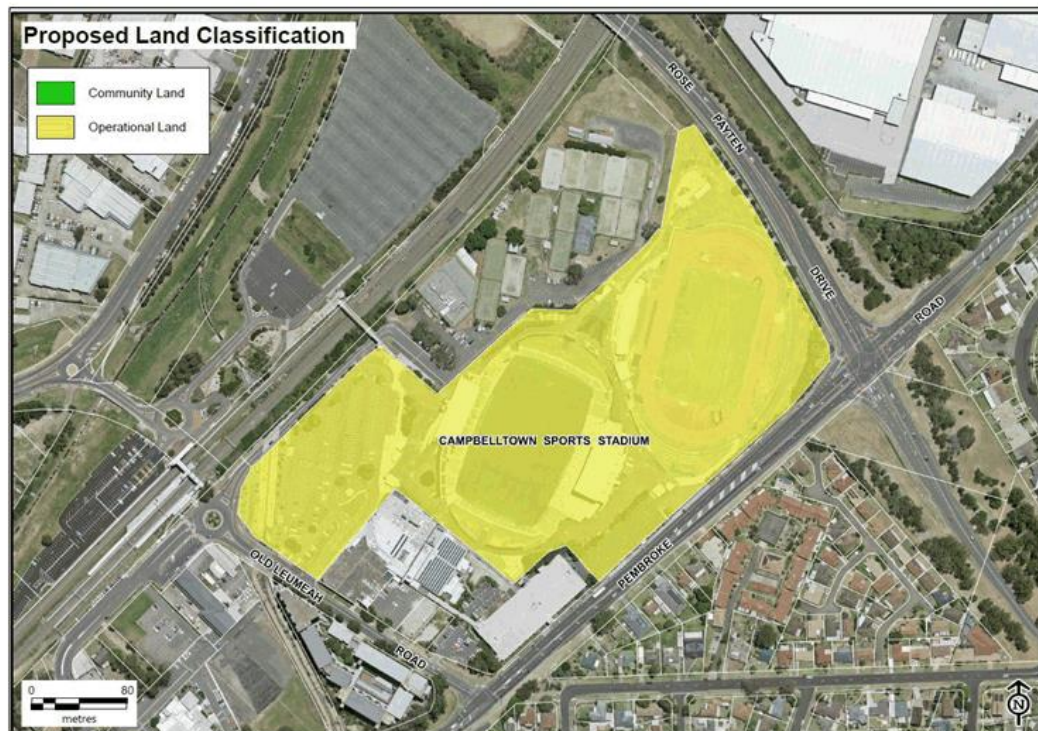 Proposed Land Classification
Community Land
Operational Land
ROSE
PAYTEN
DRIVE
ROAD
CAMPBELLTOWN SPORTS STADIUM
PEMBROKE
OLD LEUMEAH
ROAD
0 80
metres
N